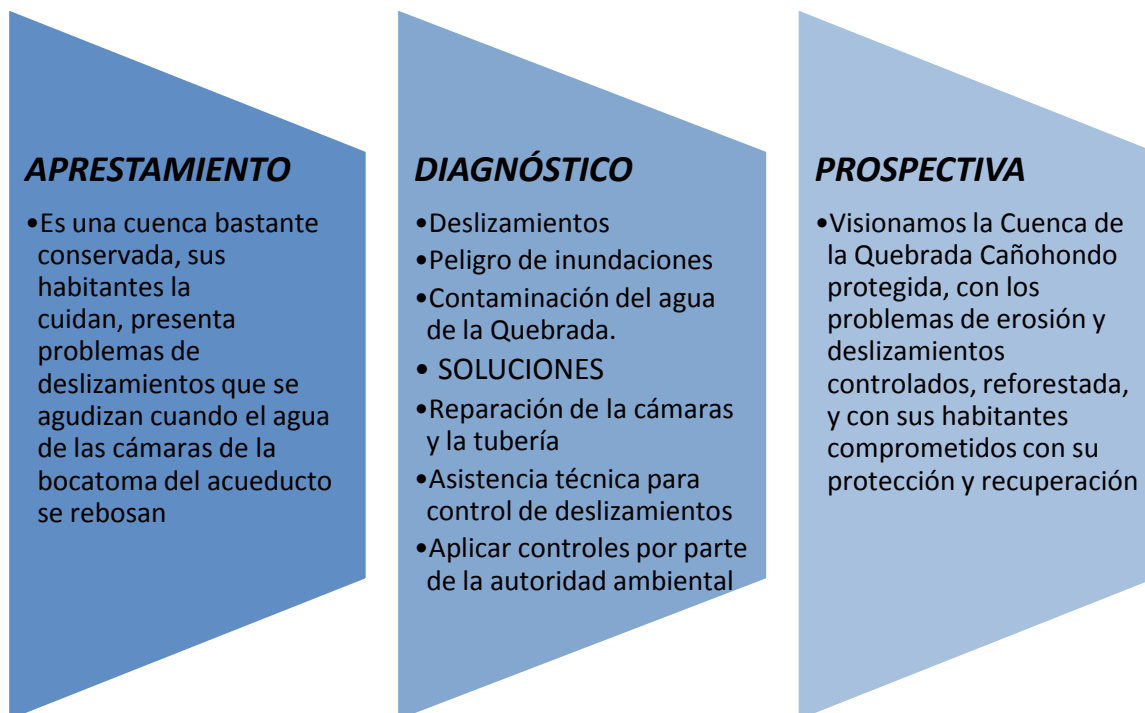 APRESTAMIENTO
•Es una cuenca bastante
conservada, sus
habitantes la
cuidan, presenta
problemas de
deslizamientos que se
agudizan cuando el agua
de las cámaras de la
bocatoma del acueducto
se rebosan
DIAGNÓSTICO
•Deslizamientos
•Peligro de inundaciones
•Contaminación del agua
de la Quebrada.
• SOLUCIONES
•Reparación de la cámaras
y la tubería
•Asistencia técnica para
control de deslizamientos
•Aplicar controles por parte
de la autoridad ambiental
PROSPECTIVA
•Visionamos la Cuenca de
la Quebrada Cañohondo
protegida, con los
problemas de erosión y
deslizamientos
controlados, reforestada,
y con sus habitantes
comprometidos con su
protección y recuperación